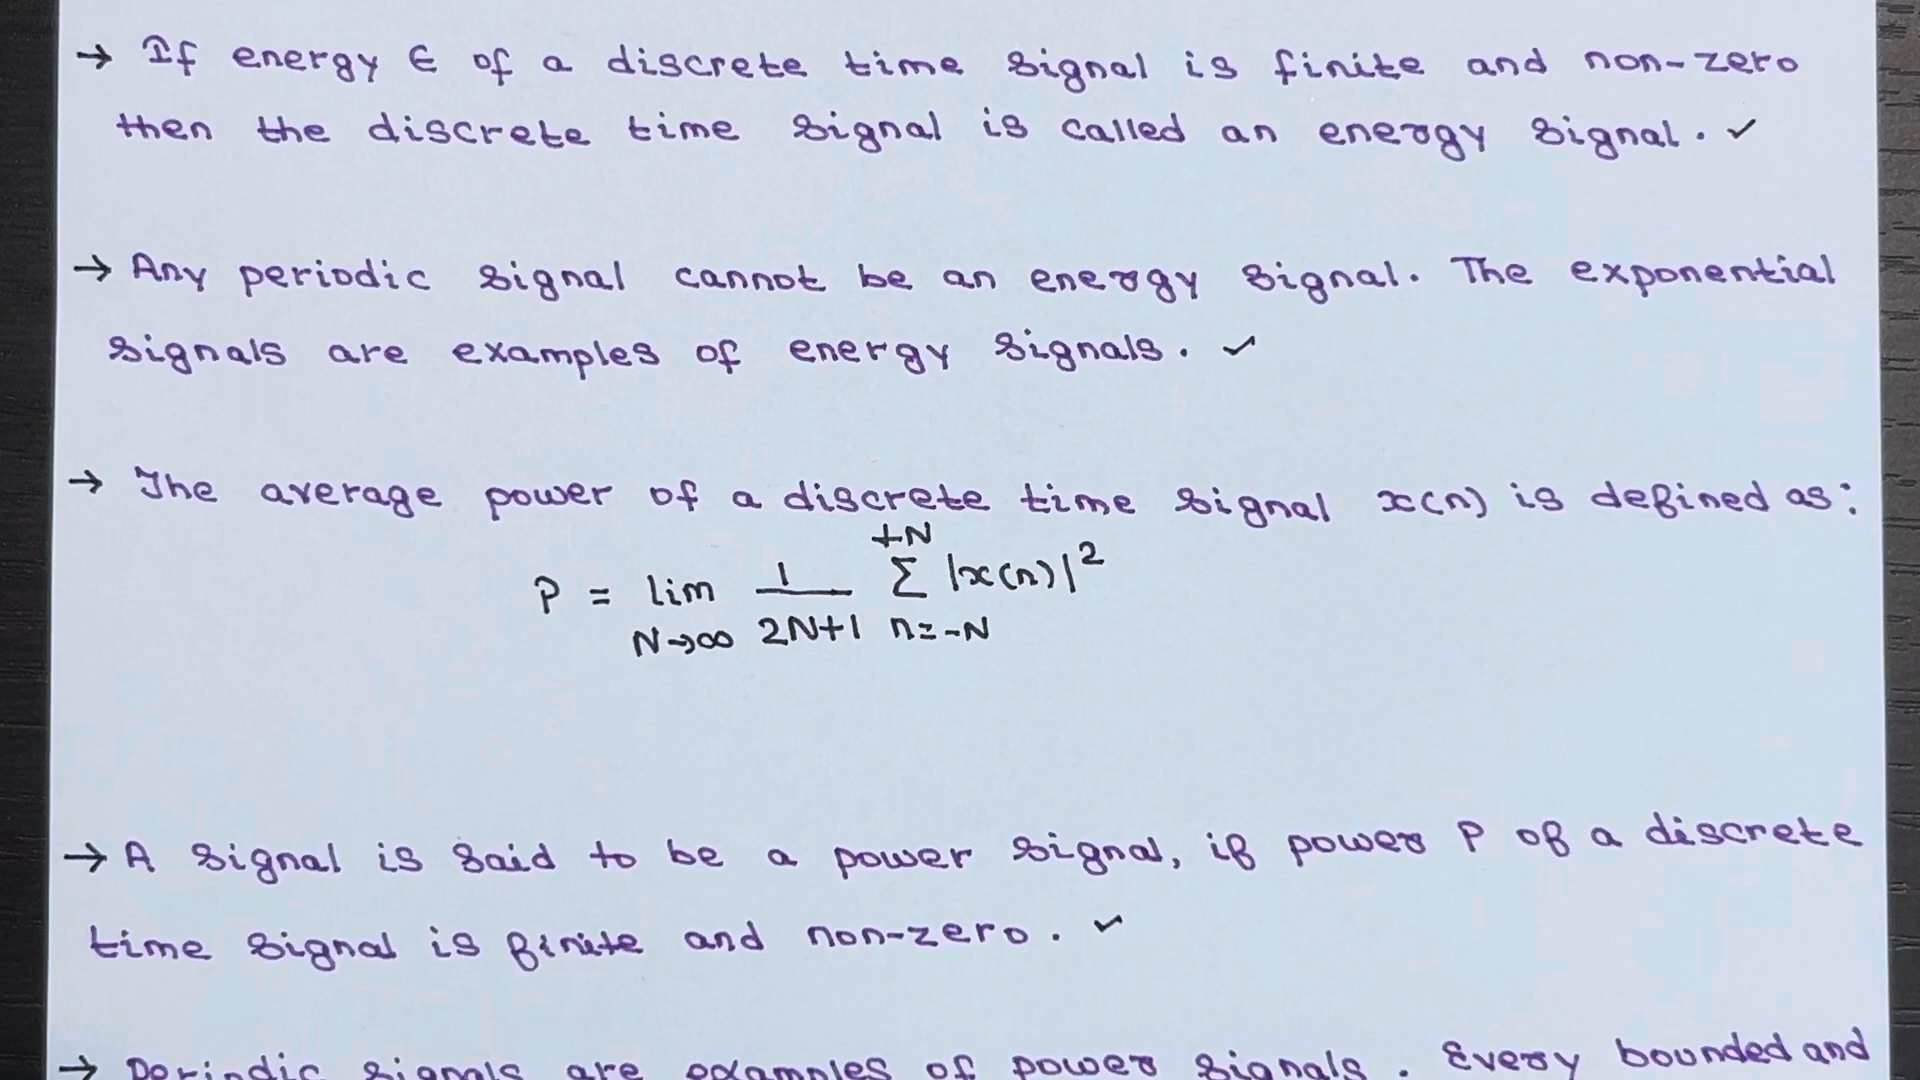 → If energy E of a discrete time signal is finite and non-zero
then the discrete time signal is called an energy signal. ✓
→ Any periodic signal cannot be an energy signal. The exponential
signals are examples of energy signals. ✓
→ The average power of a discrete time signal x(n) is defined as:
+N
P = lim 1 Σ |x(n)|²
N→∞ 2N+1 n=-N
→ A signal is said to be a power signal, if power P of a discrete
time signal is finite and non-zero. ✓
→ Periodic signals are examples of power signals. Every bounded and